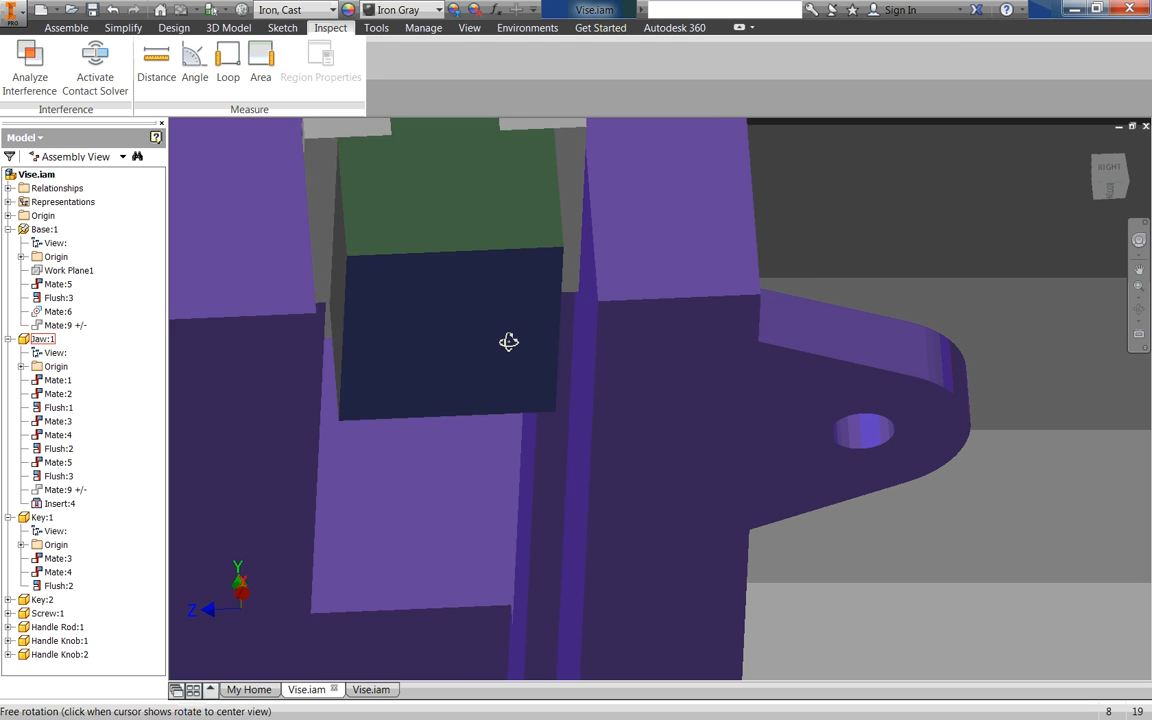 Iron, Cast Iron Gray Vise.iam Sign In
PRO
Assemble Simplify Design 3D Model Sketch Inspect Tools Manage View Environments Get Started Autodesk 360
Analyze Interference
Activate Contact Solver
Distance Angle Loop Area Region Properties
Interference Measure
Model
Assembly View
Vise.iam
Relationships
Representations
Origin
Base:1
View:
Origin
Work Plane1
Mate:5
Flush:3
Mate:6
Mate:9 +/-
Jaw:1
View:
Origin
Mate:1
Mate:2
Flush:1
Mate:3
Mate:4
Flush:2
Mate:5
Flush:3
Mate:9 +/-
Insert:4
Key:1
View:
Origin
Mate:3
Mate:4
Flush:2
Key:2
Screw:1
Handle Rod:1
Handle Knob:1
Handle Knob:2
RIGHT
Y
X
Z
My Home Vise.iam Vise.iam
Free rotation (click when cursor shows rotate to center view) 8 19